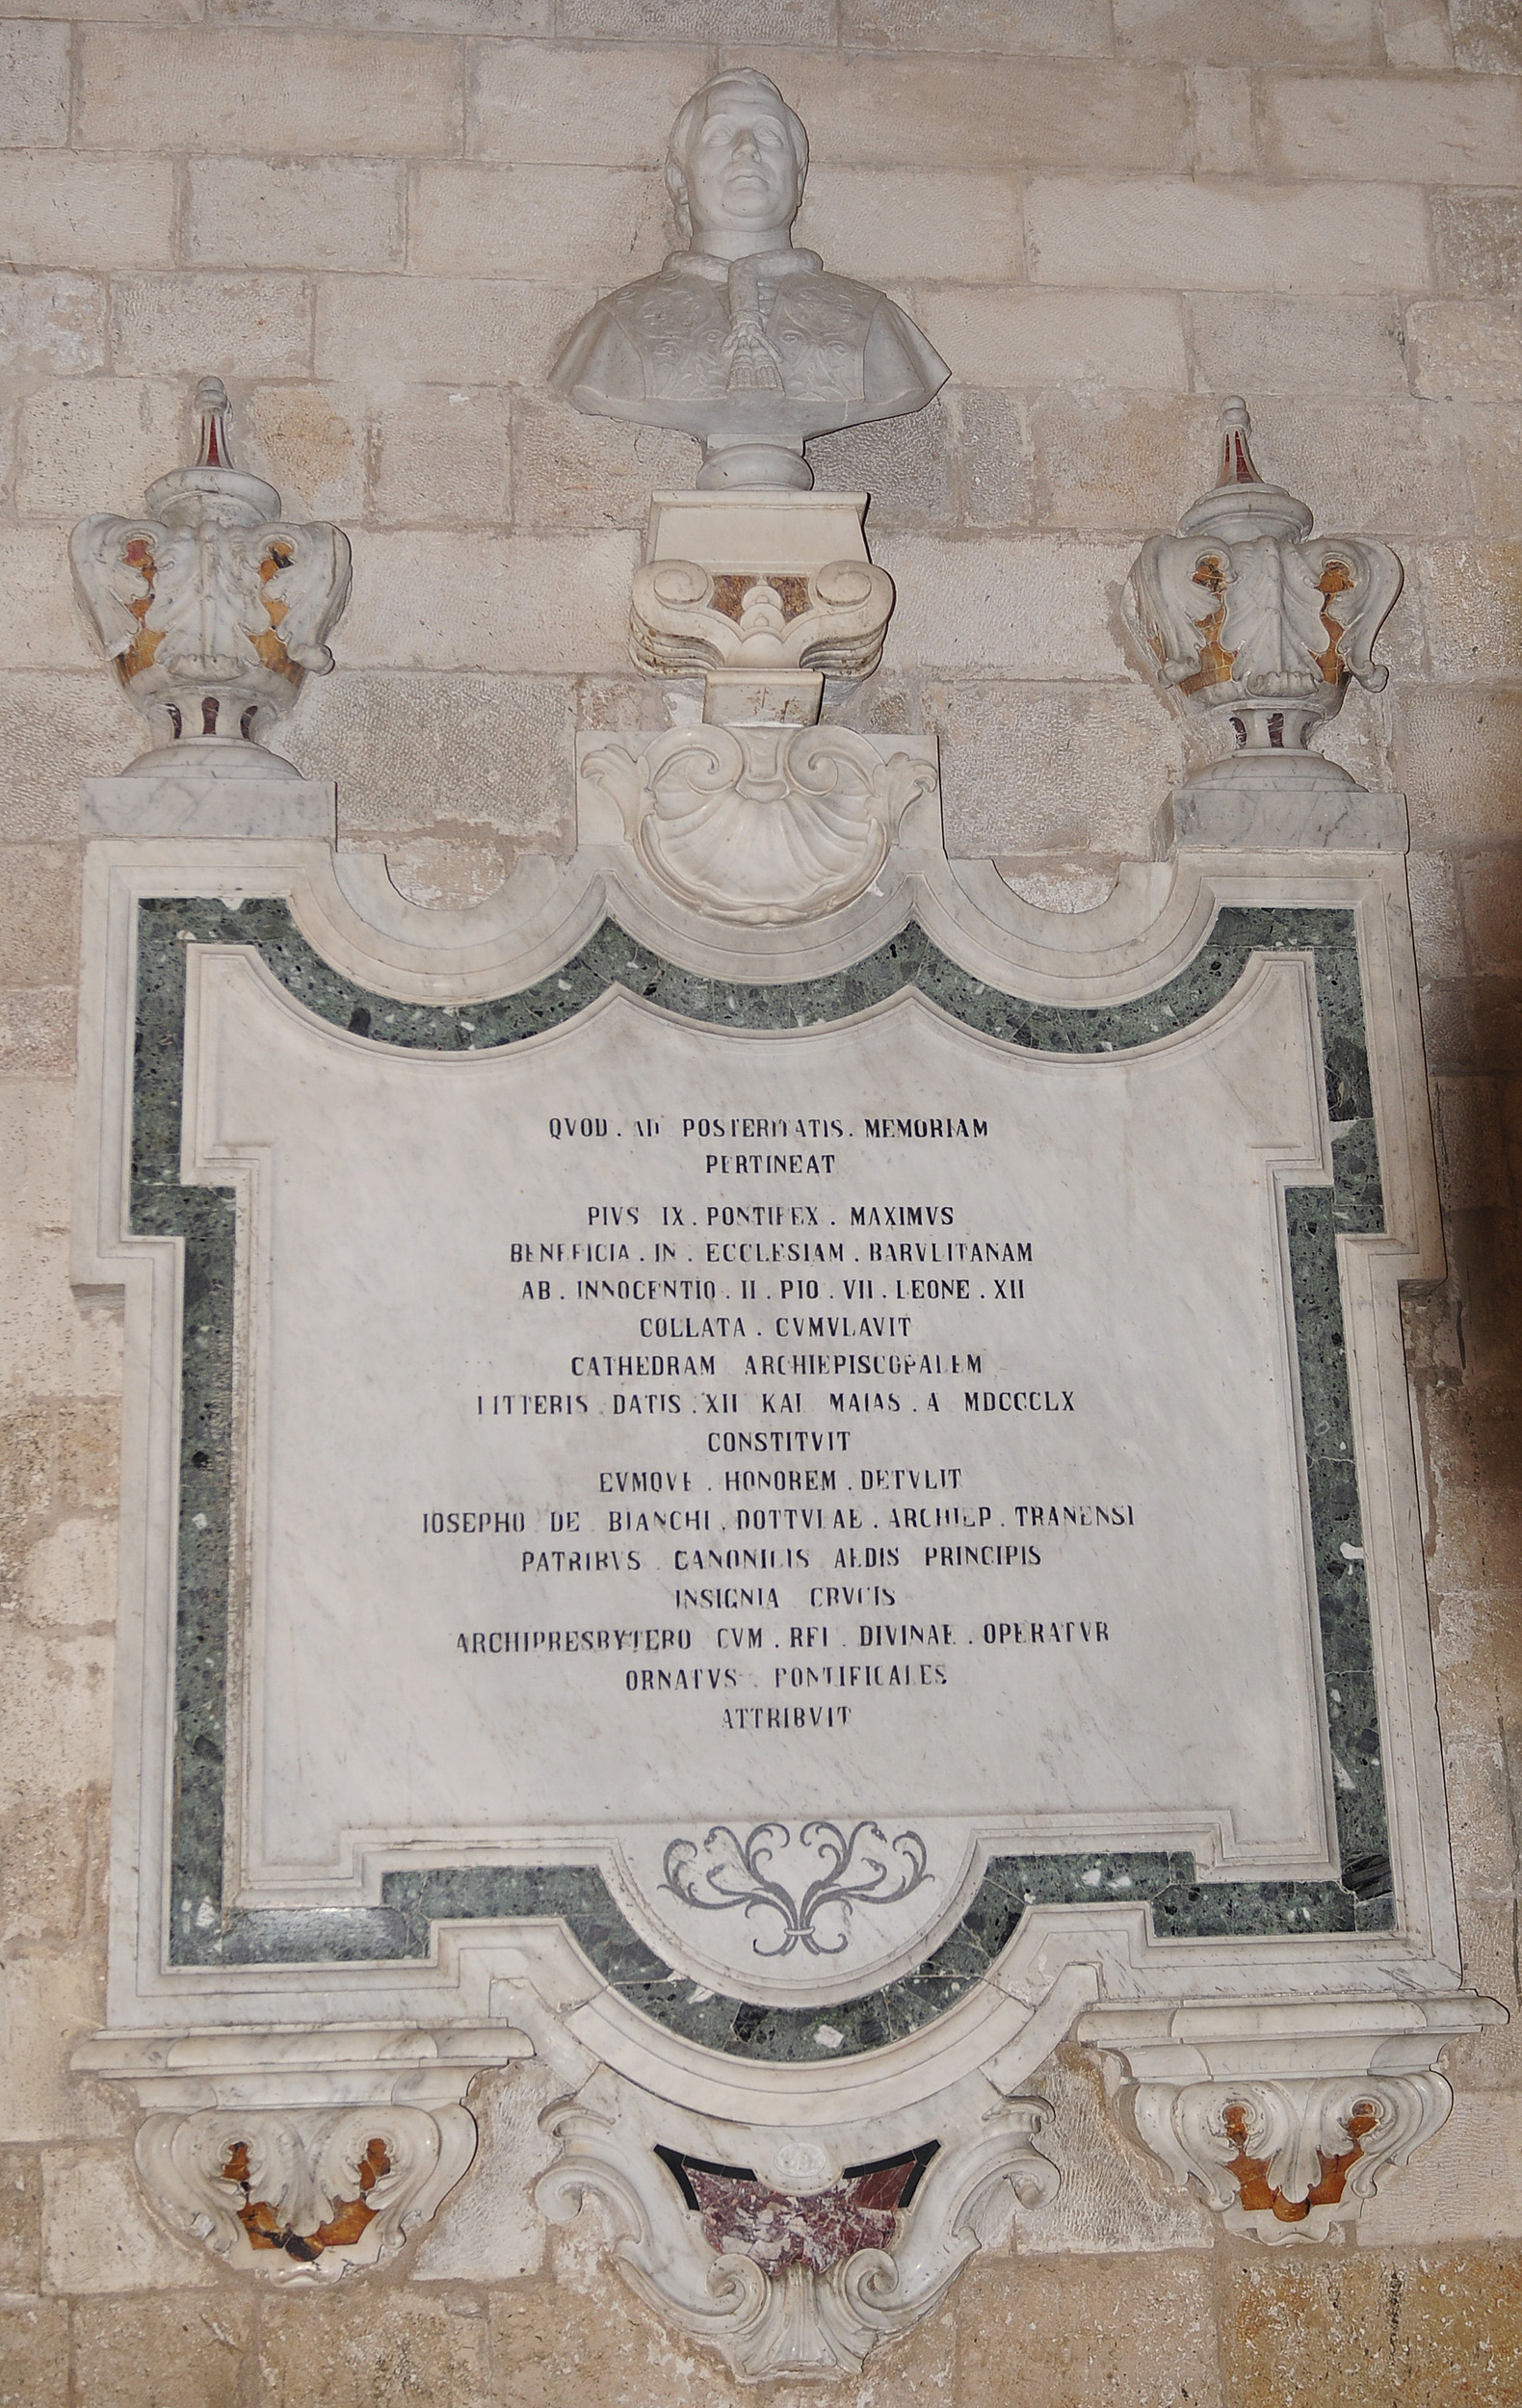 QVOD . AD POSTERITATIS . MEMORIAM
PERTINEAT
PIVS IX . PONTIFEX . MAXIMVS
BENEFICIA . IN . ECCLESIAM . BARVLITANAM
AB . INNOCENTIO . II . PIO . VII . LEONE . XII
COLLATA . CVMVLAVIT
CATHEDRAM ARCHIEPISCOPALEM
LITTERIS DATIS . XII KAL MAIAS . A MDCCCLX
CONSTITVIT
EVMQVE . HONOREM . DETVLIT
IOSEPHO DE BIANCHI . DOTTVLAE . ARCHIEP . TRANENSI
PATRIBVS . CANONICIS AEDIS PRINCIPIS
INSIGNIA CRVCIS
ARCHIPRESBYTERO CVM . REI . DIVINAE . OPERATVR
ORNATVS . PONTIFICALES
ATTRIBVIT